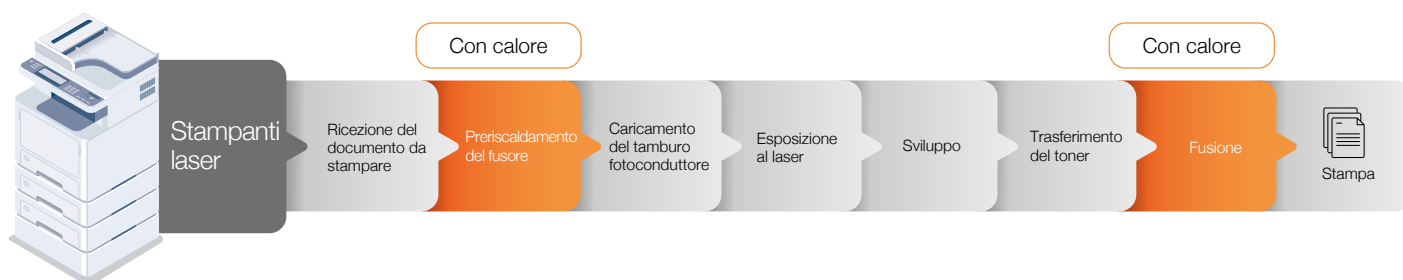 Con calore
Con calore
Stampanti
laser
Ricezione del
documento da
stampare
Preriscaldamento
del fusore
Caricamento
del tamburo
fotoconduttore
Esposizione
al laser
Sviluppo
Trasferimento
del toner
Fusione
Stampa